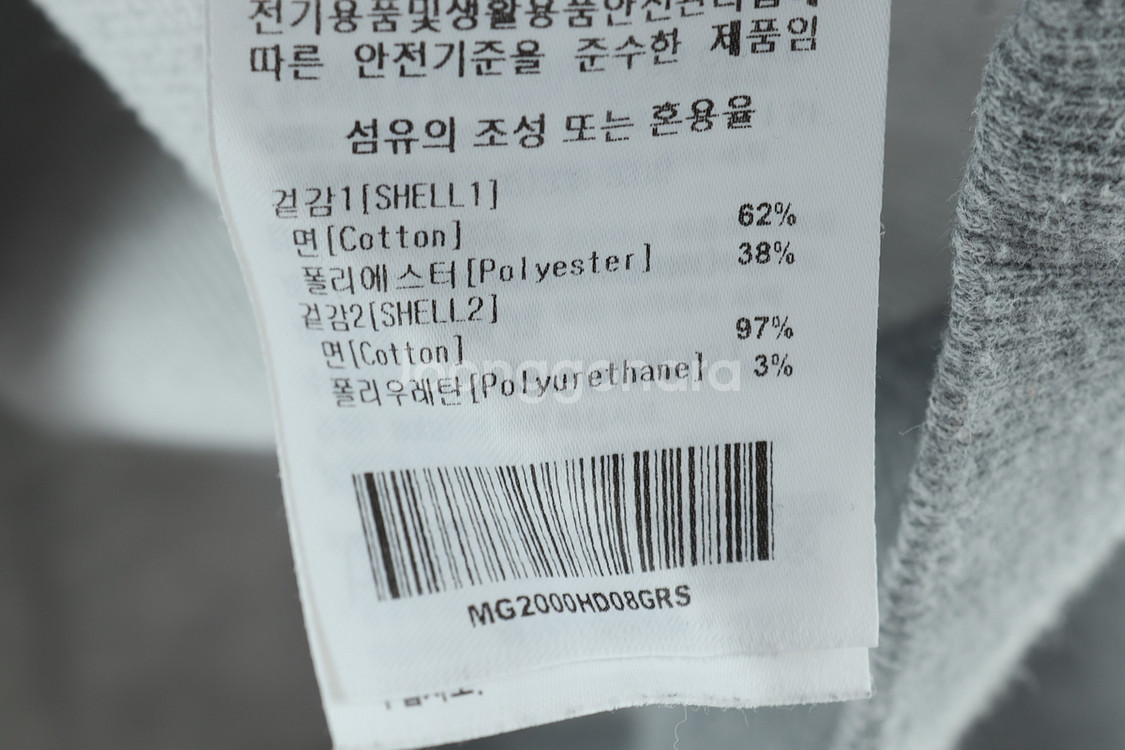 전기용품및생활용품안전관리법에
따른 안전기준을 준수한 제품임
섬유의 조성 또는 혼용율
겉감1[SHELL1]
면[Cotton] 62%
폴리에스터[Polyester] 38%
겉감2[SHELL2]
면[Cotton] 97%
폴리우레탄[Polyurethane] 3%
Joonggonara
MG2000HD08GRS